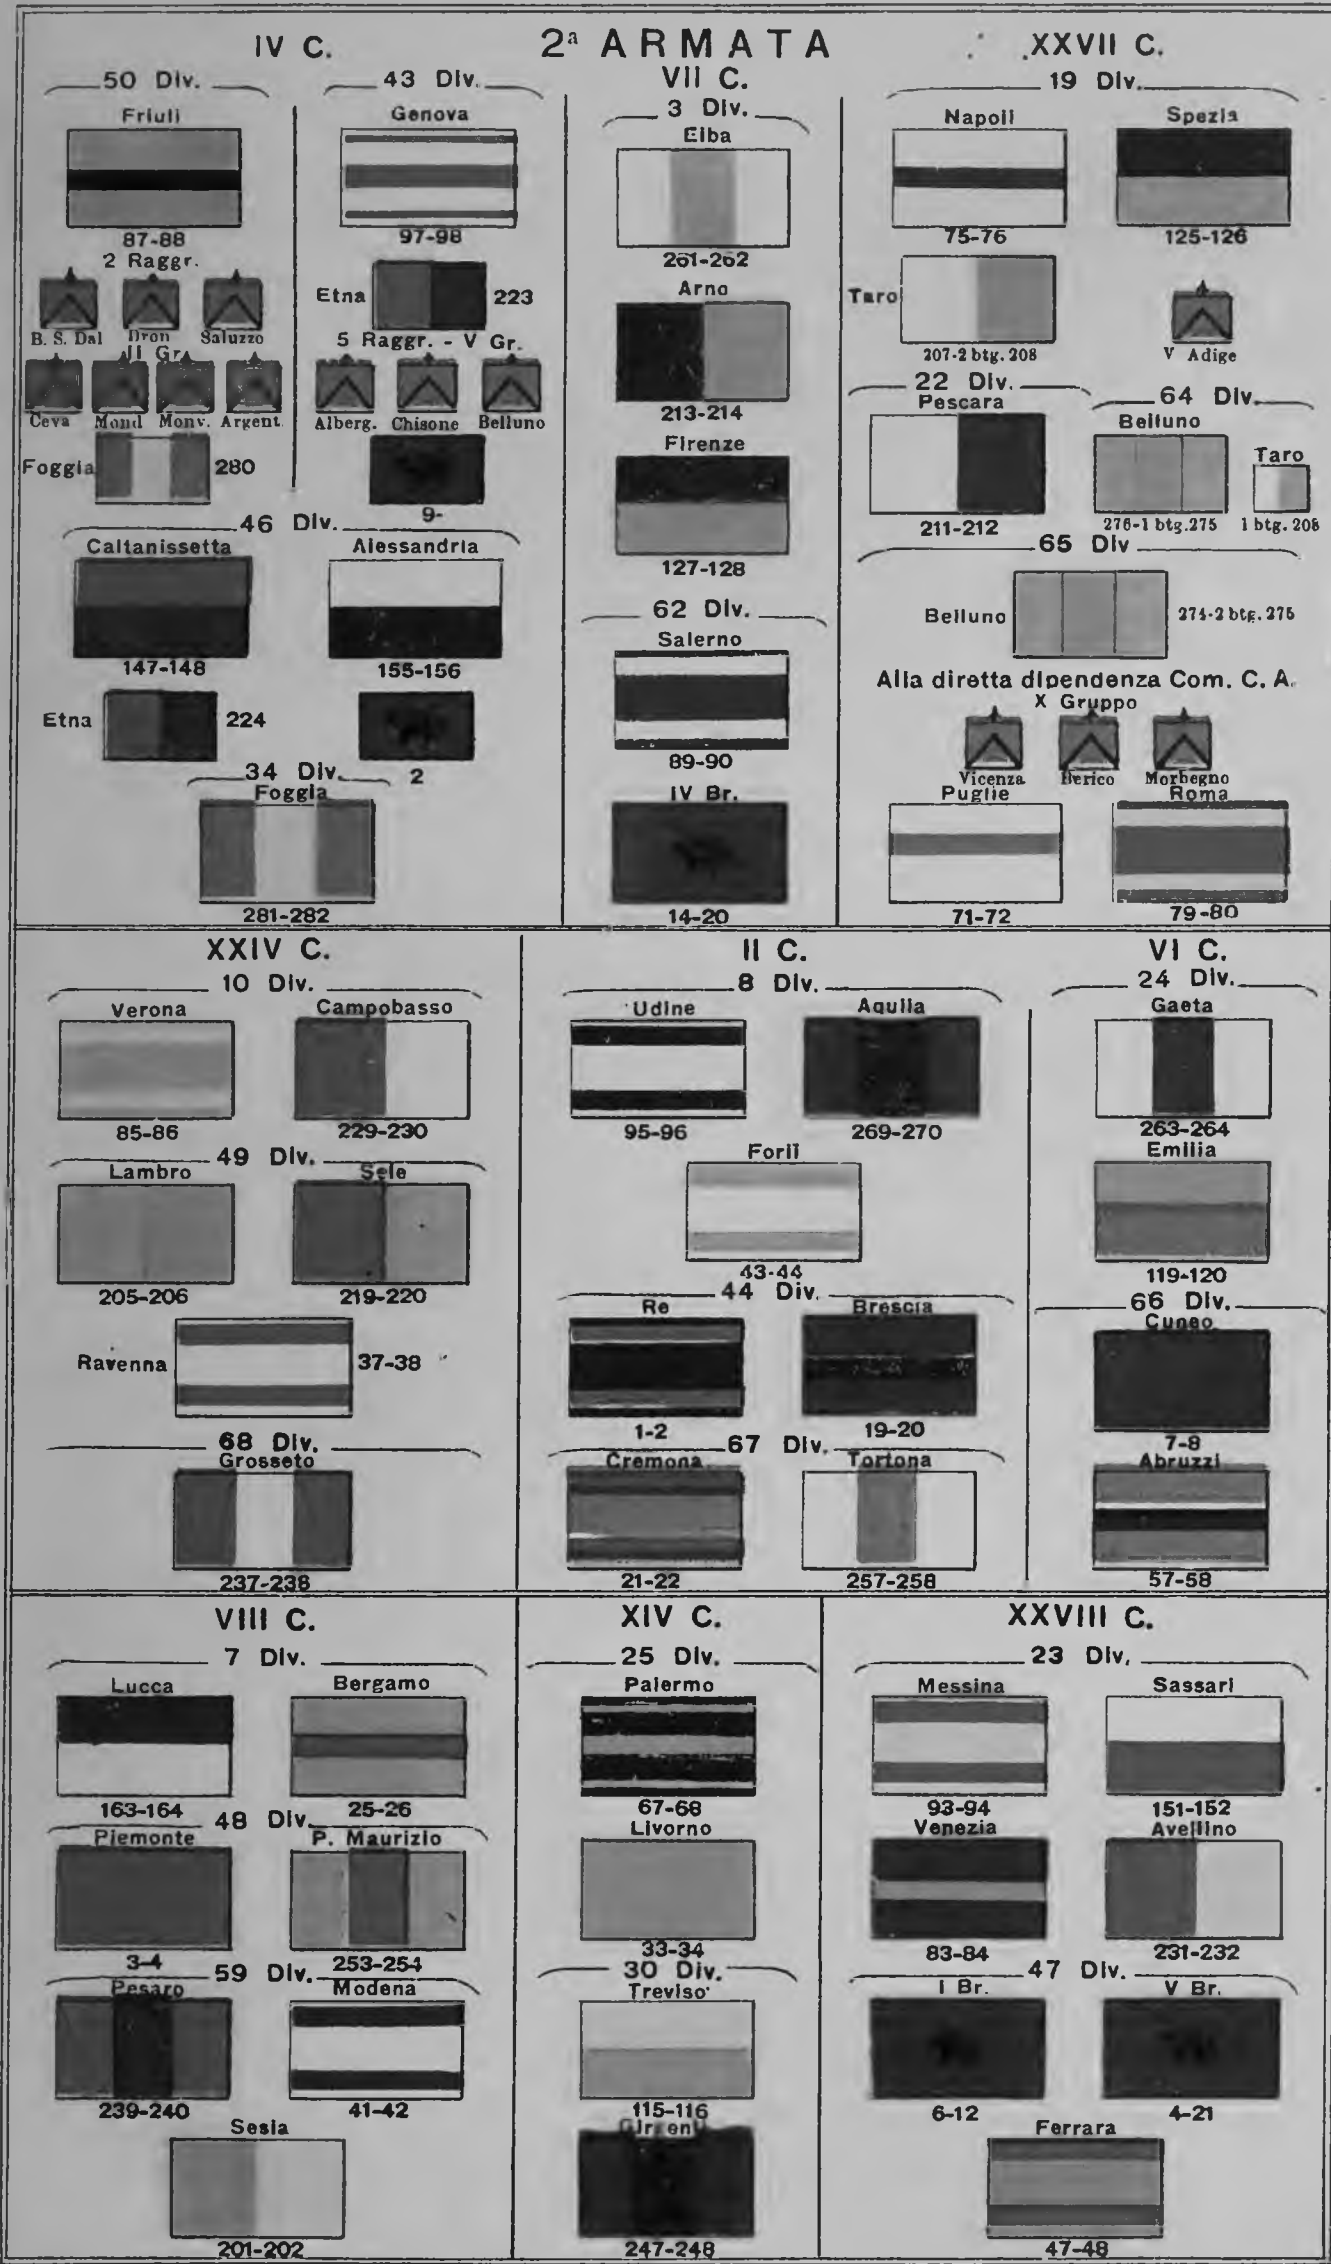 2ª ARMATA
IV C.
50 Div.
Friuli
87-88
2 Raggr.
B. S. Dal Dron Saluzzo
II Gr.
Ceva Mond Monv. Argent.
Foggia 280
43 Div.
Genova
97-98
Etna 223
5 Raggr. - V Gr.
Alberg. Chisone Belluno
9-
46 Div.
Caltanissetta Alessandria
147-148 155-156
Etna 224
2
34 Div.
Foggia
281-282
VII C.
3 Div.
Elba
261-262
Arno
213-214
Firenze
127-128
62 Div.
Salerno
89-90
IV Br.
14-20
XXVII C.
19 Div.
Napoli Spezia
75-76 125-126
Taro
207-2 btg. 208
V Adige
22 Div.
Pescara
211-212
64 Div.
Belluno
276-1 btg.275
Taro
1 btg. 208
65 Div
Belluno 274-2 btg. 275
Alla diretta dipendenza Com. C. A.
X Gruppo
Vicenza Berico Morbegno
Puglie Roma
71-72 79-80
XXIV C.
10 Div.
Verona Campobasso
85-86 229-230
49 Div.
Lambro Sele
205-206 219-220
Ravenna 37-38
68 Div.
Grosseto
237-238
II C.
8 Div.
Udine Aquila
95-96 269-270
Forlì
43-44
44 Div.
Re Brescia
1-2 19-20
67 Div.
Cremona Tortona
21-22 257-258
VI C.
24 Div.
Gaeta
263-264
Emilia
119-120
66 Div.
Cuneo
7-8
Abruzzi
57-58
VIII C.
7 Div.
Lucca Bergamo
163-164 25-26
48 Div.
Piemonte P. Maurizio
3-4 253-254
59 Div.
Pesaro Modena
239-240 41-42
Sesia
201-202
XIV C.
25 Div.
Palermo
67-68
Livorno
33-34
30 Div.
Treviso
115-116
Girgenti
247-248
XXVIII C.
23 Div.
Messina Sassari
93-94 151-152
Venezia Avellino
83-84 231-232
47 Div.
I Br. V Br.
6-12 4-21
Ferrara
47-48